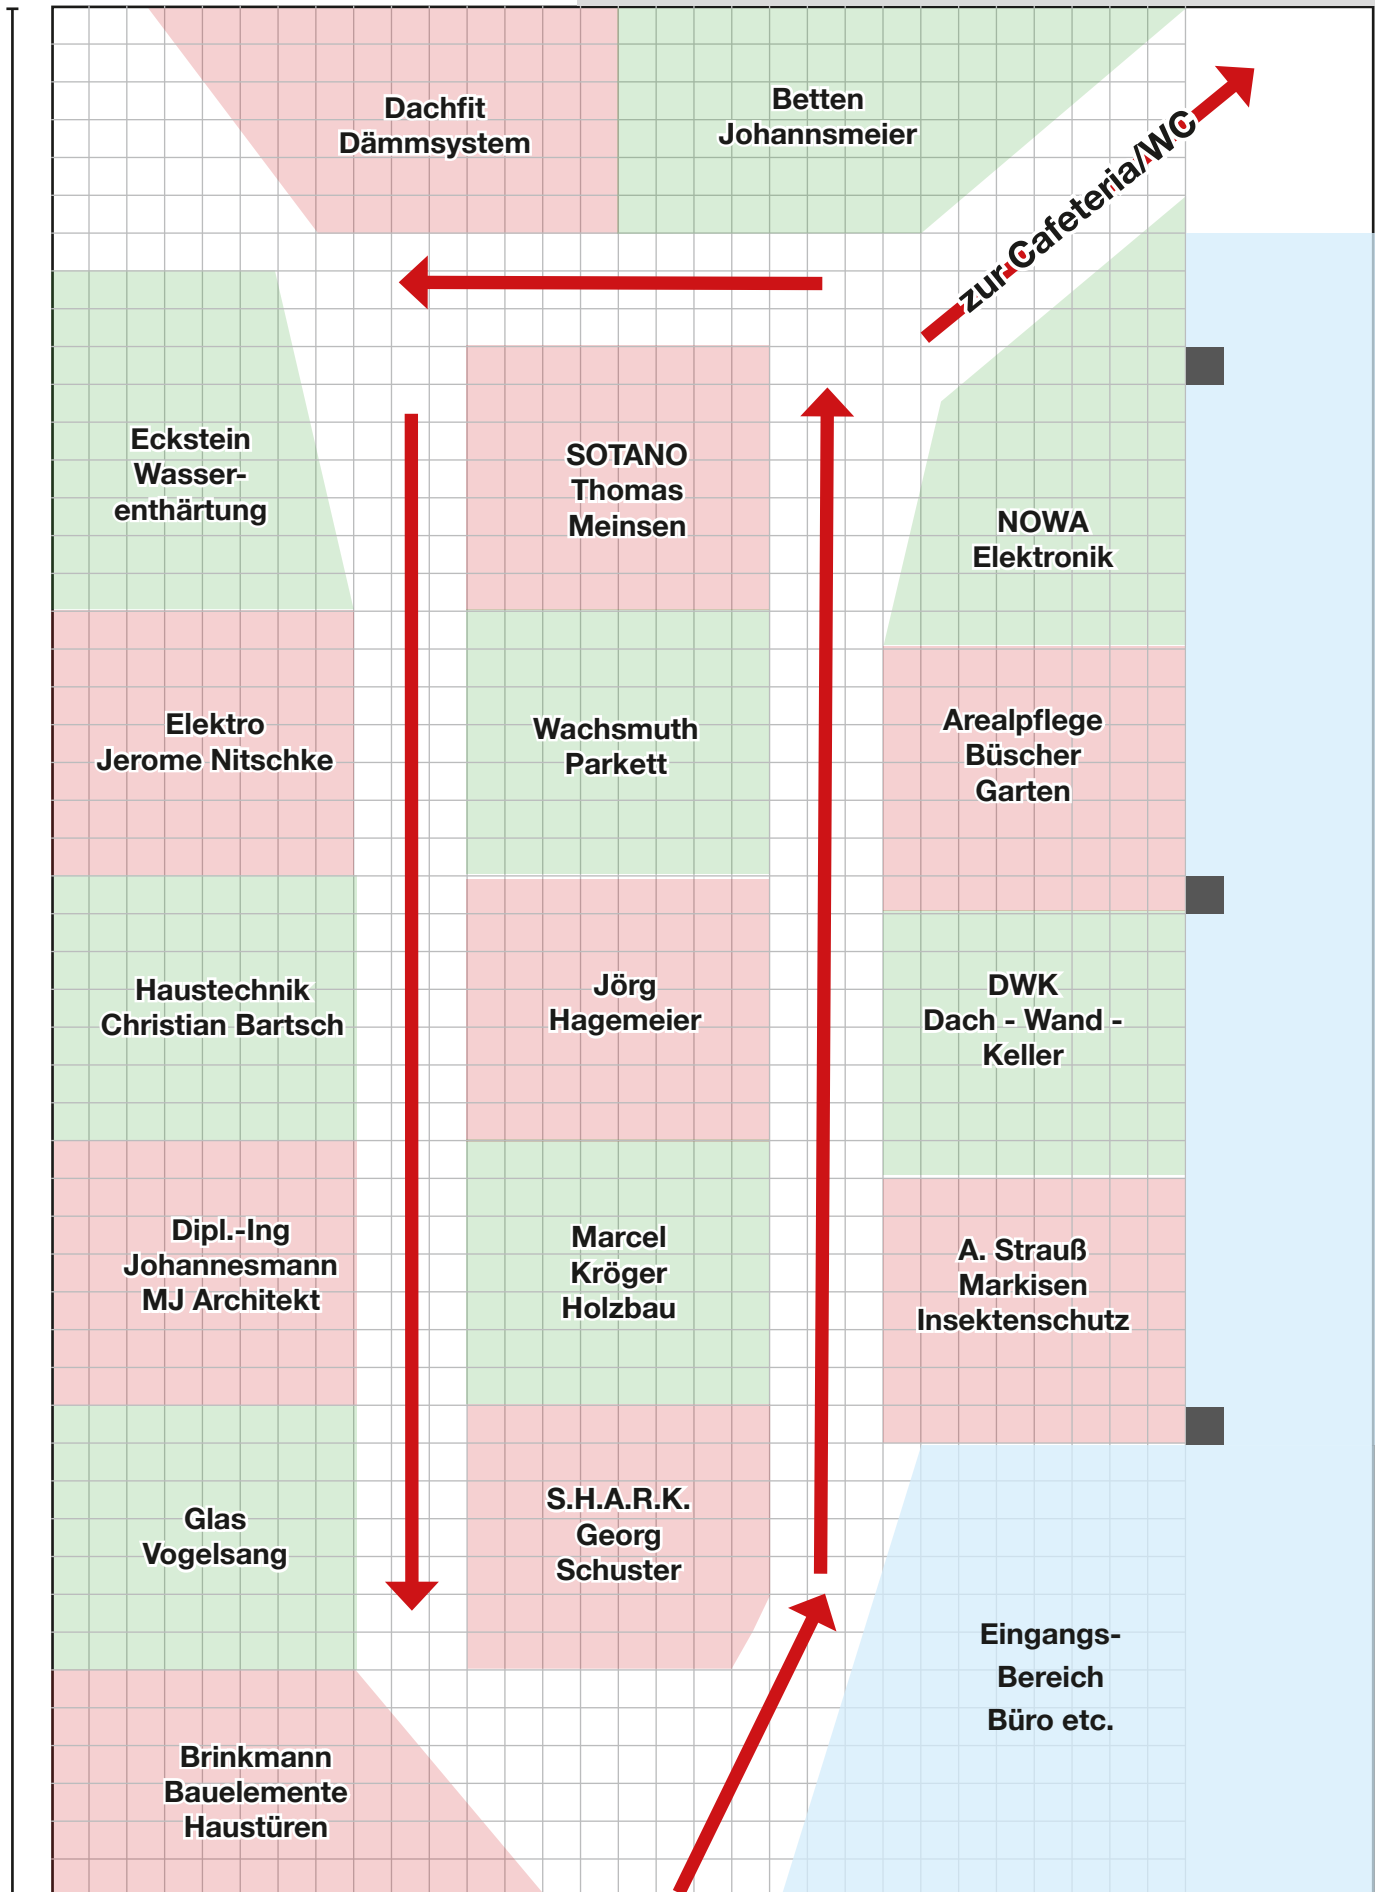 Dachfit
Dämmsystem
Betten
Johannsmeier
zur Cafeteria/WC
Eckstein
Wasser-
enthärtung
SOTANO
Thomas
Meinsen
NOWA
Elektronik
Elektro
Jerome Nitschke
Wachsmuth
Parkett
Arealpflege
Büscher
Garten
Haustechnik
Christian Bartsch
Jörg
Hagemeier
DWK
Dach - Wand -
Keller
Dipl.-Ing
Johannesmann
MJ Architekt
Marcel
Kröger
Holzbau
A. Strauß
Markisen
Insektenschutz
Glas
Vogelsang
S.H.A.R.K.
Georg
Schuster
Eingangs-
Bereich
Büro etc.
Brinkmann
Bauelemente
Haustüren